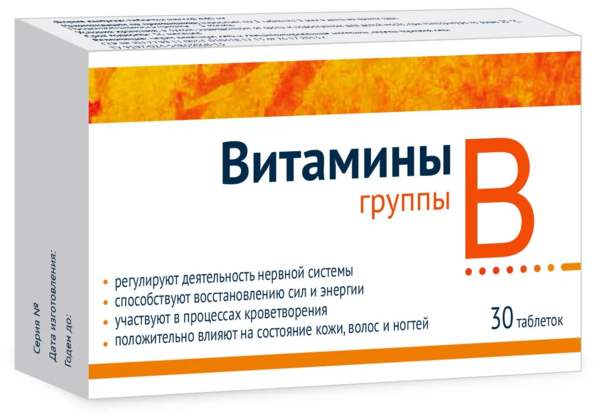 Витамины
группы
B
• регулируют деятельность нервной системы
• способствуют восстановлению сил и энергии
• участвуют в процессах кроветворения
• положительно влияют на состояние кожи, волос и ногтей
30 таблеток
Серия №
Дата изготовления:
Годен до: